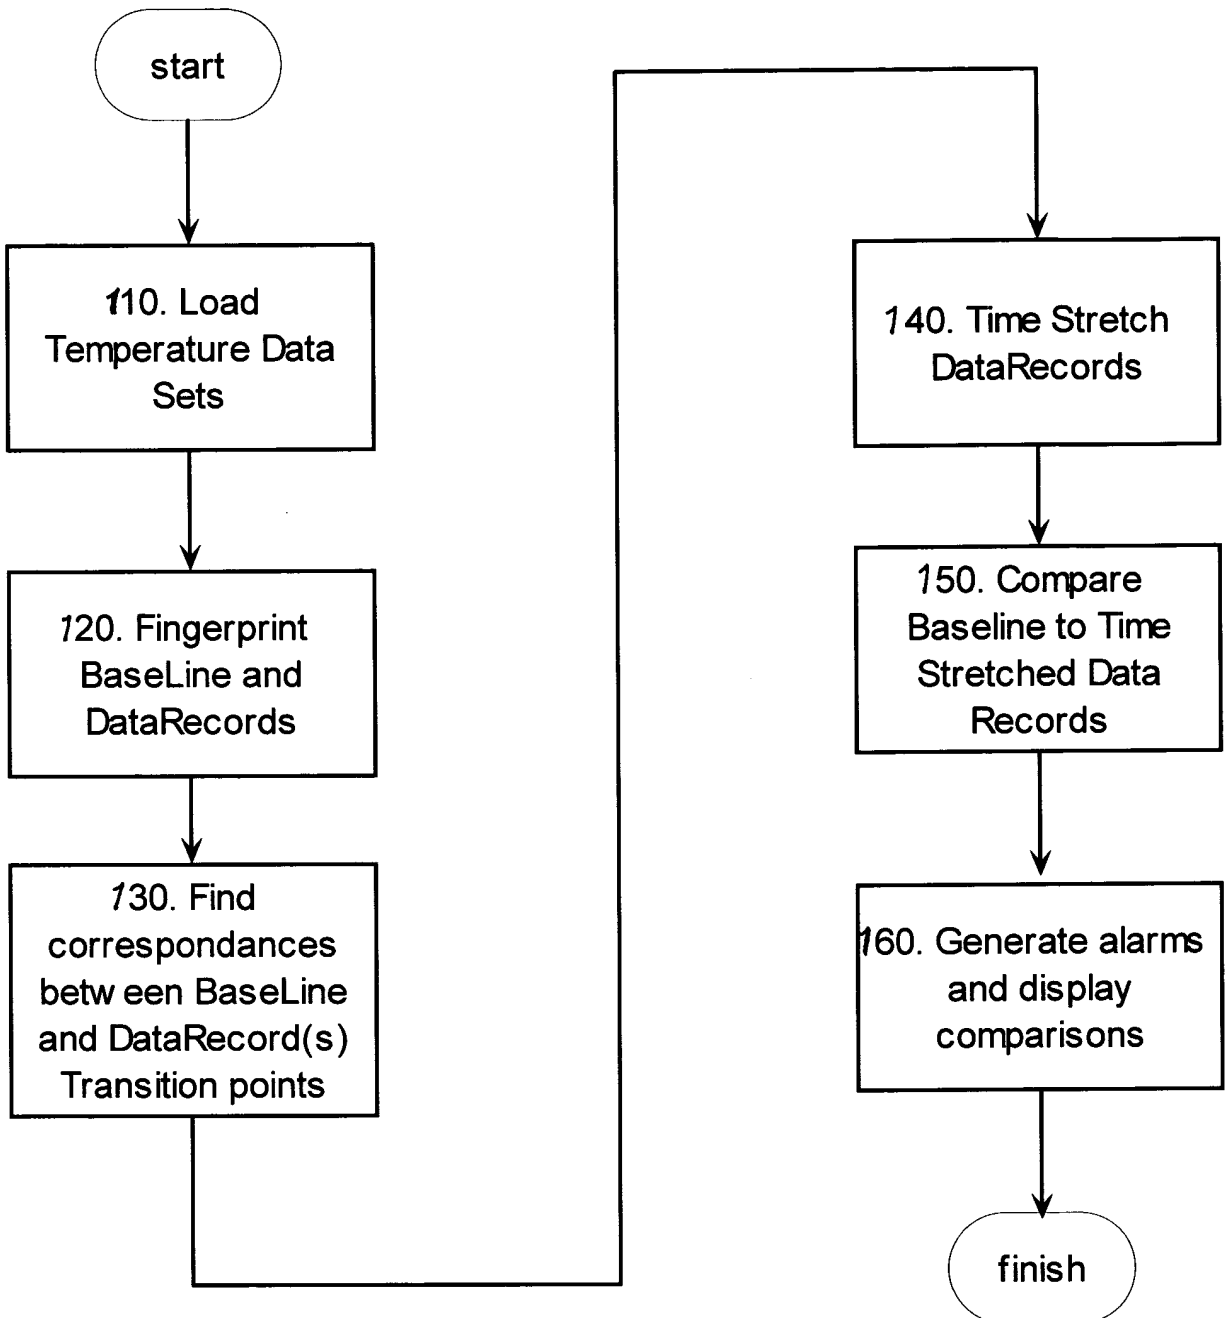 start
110. Load
Temperature Data
Sets
120. Fingerprint
BaseLine and
DataRecords
130. Find
correspondances
between BaseLine
and DataRecord(s)
Transition points
140. Time Stretch
DataRecords
150. Compare
Baseline to Time
Stretched Data
Records
160. Generate alarms
and display
comparisons
finish